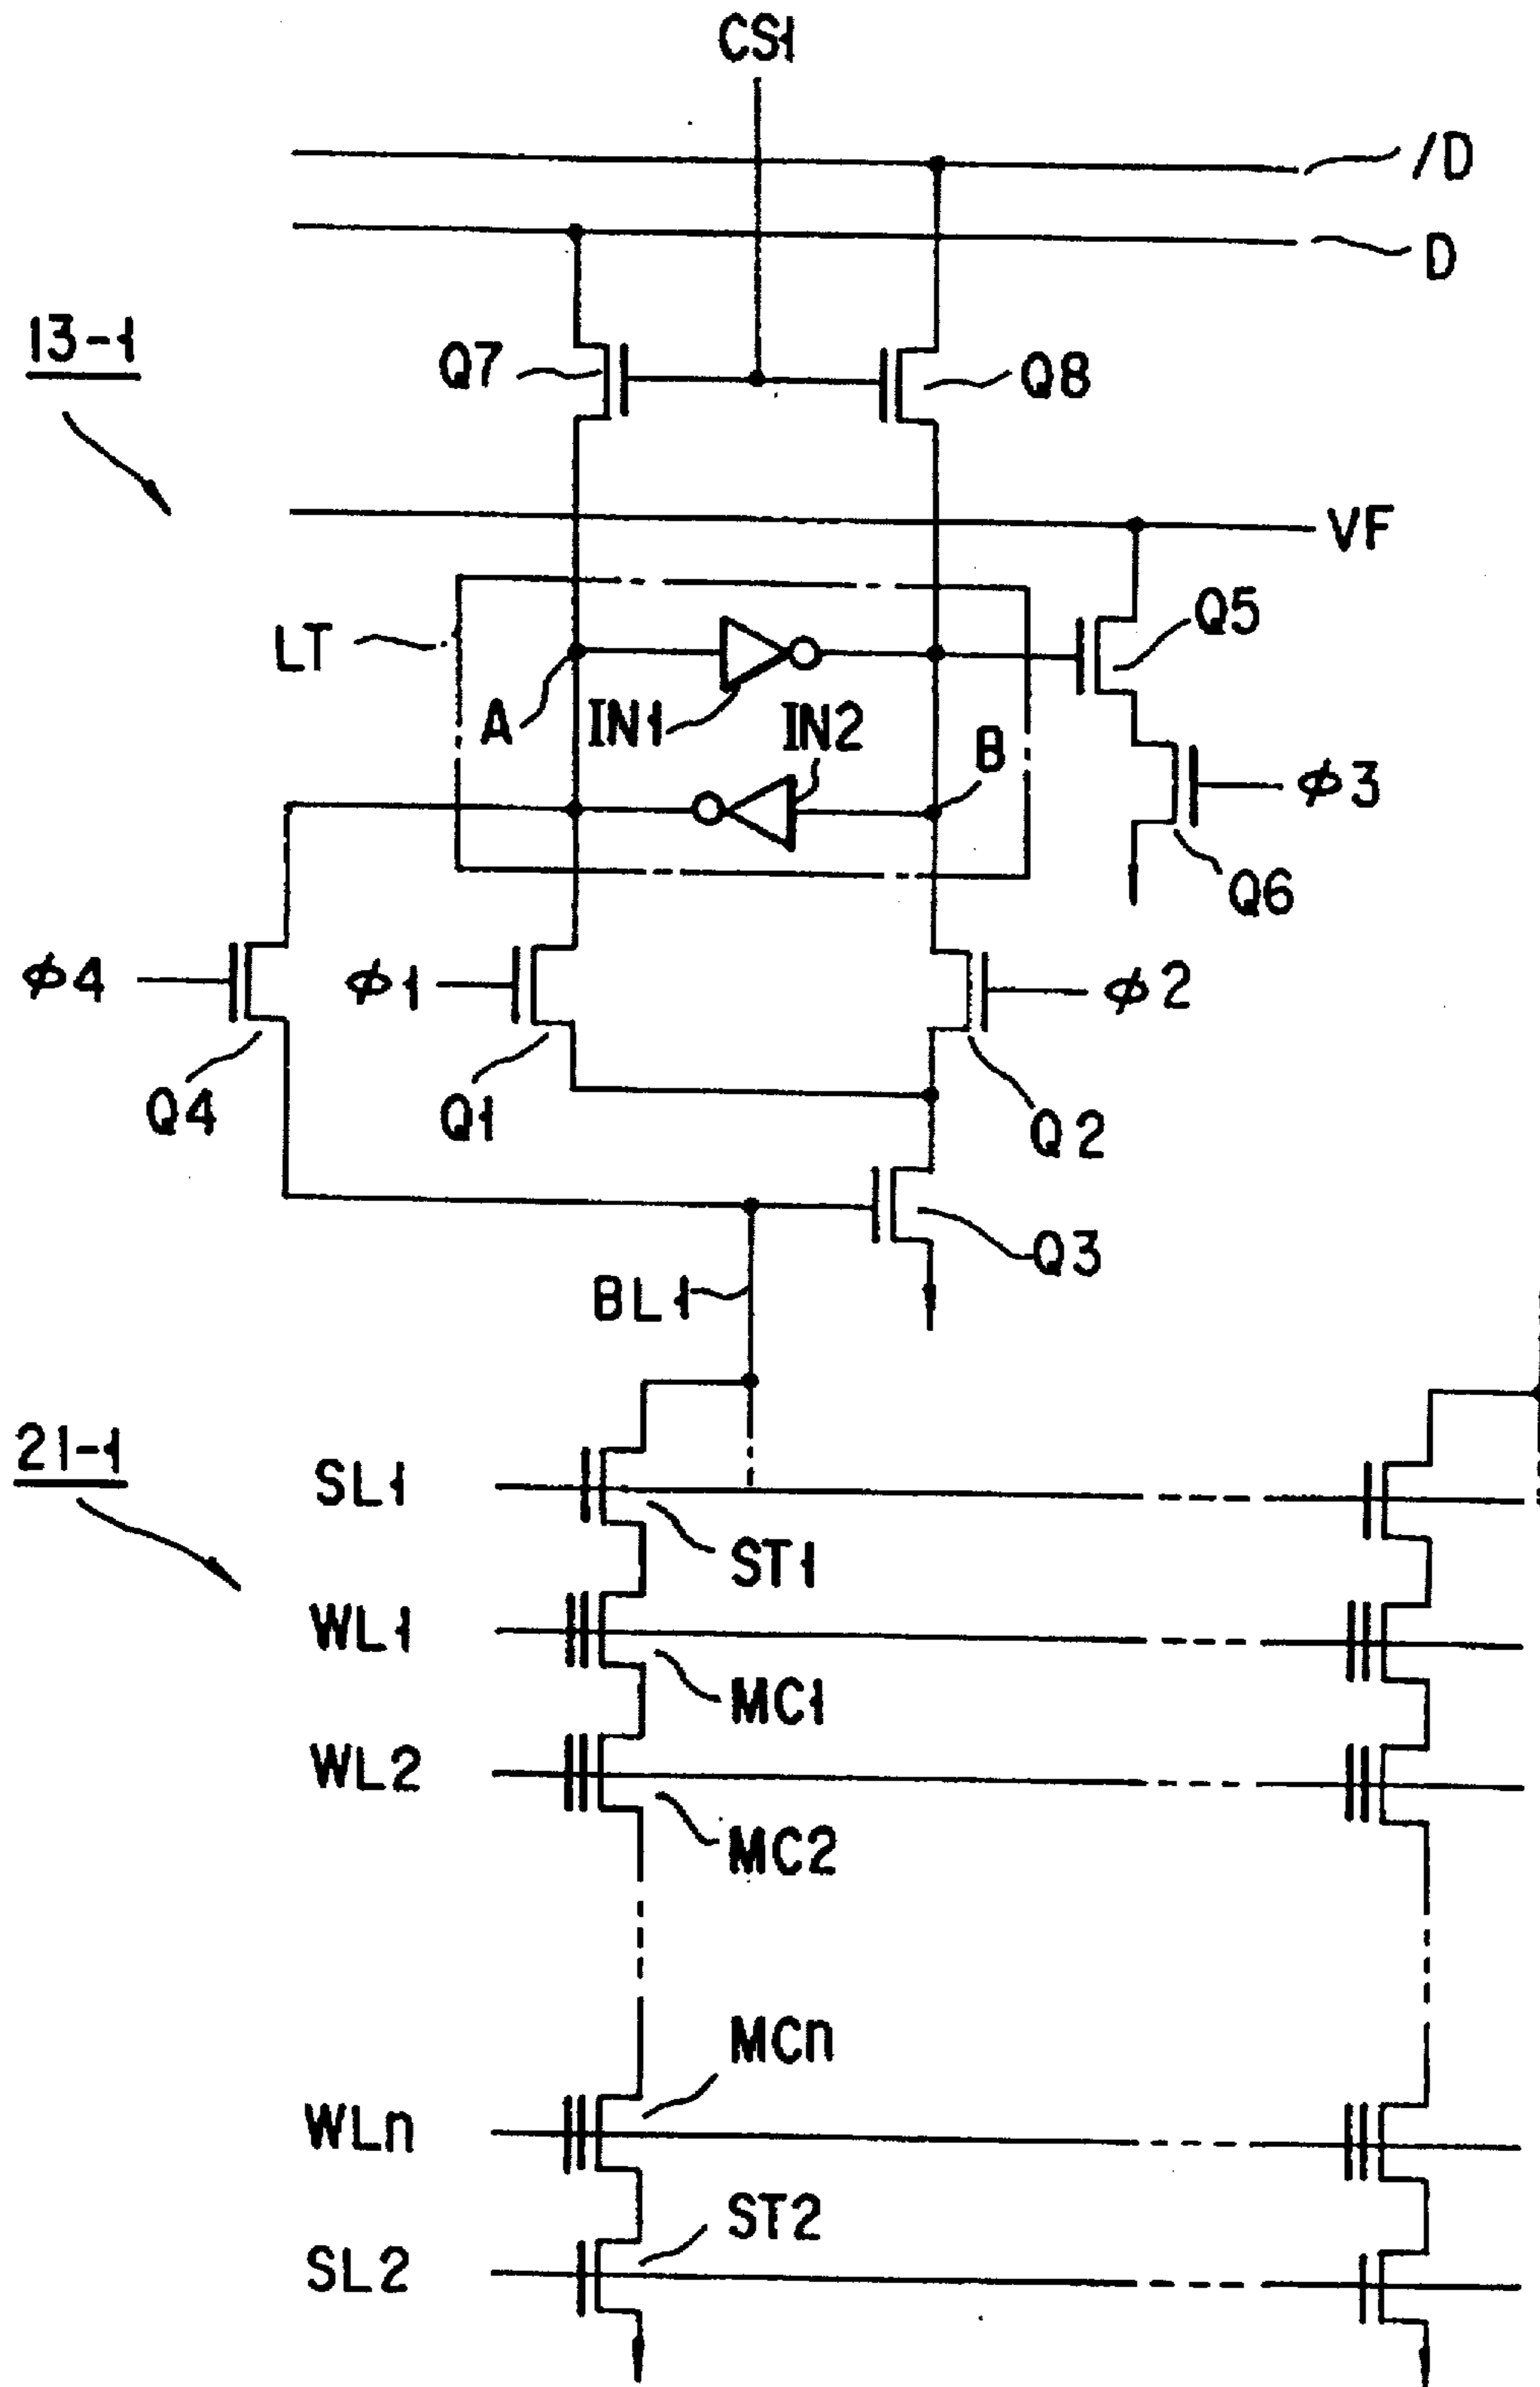 CS1
/D
D
13-1
Q7
Q8
VF
LT
Q5
A
IN1
IN2
B
φ3
Q6
φ4
φ1
φ2
Q4
Q1
Q2
Q3
BL1
21-1
SL1
ST1
WL1
MC1
WL2
MC2
MCn
WLn
ST2
SL2